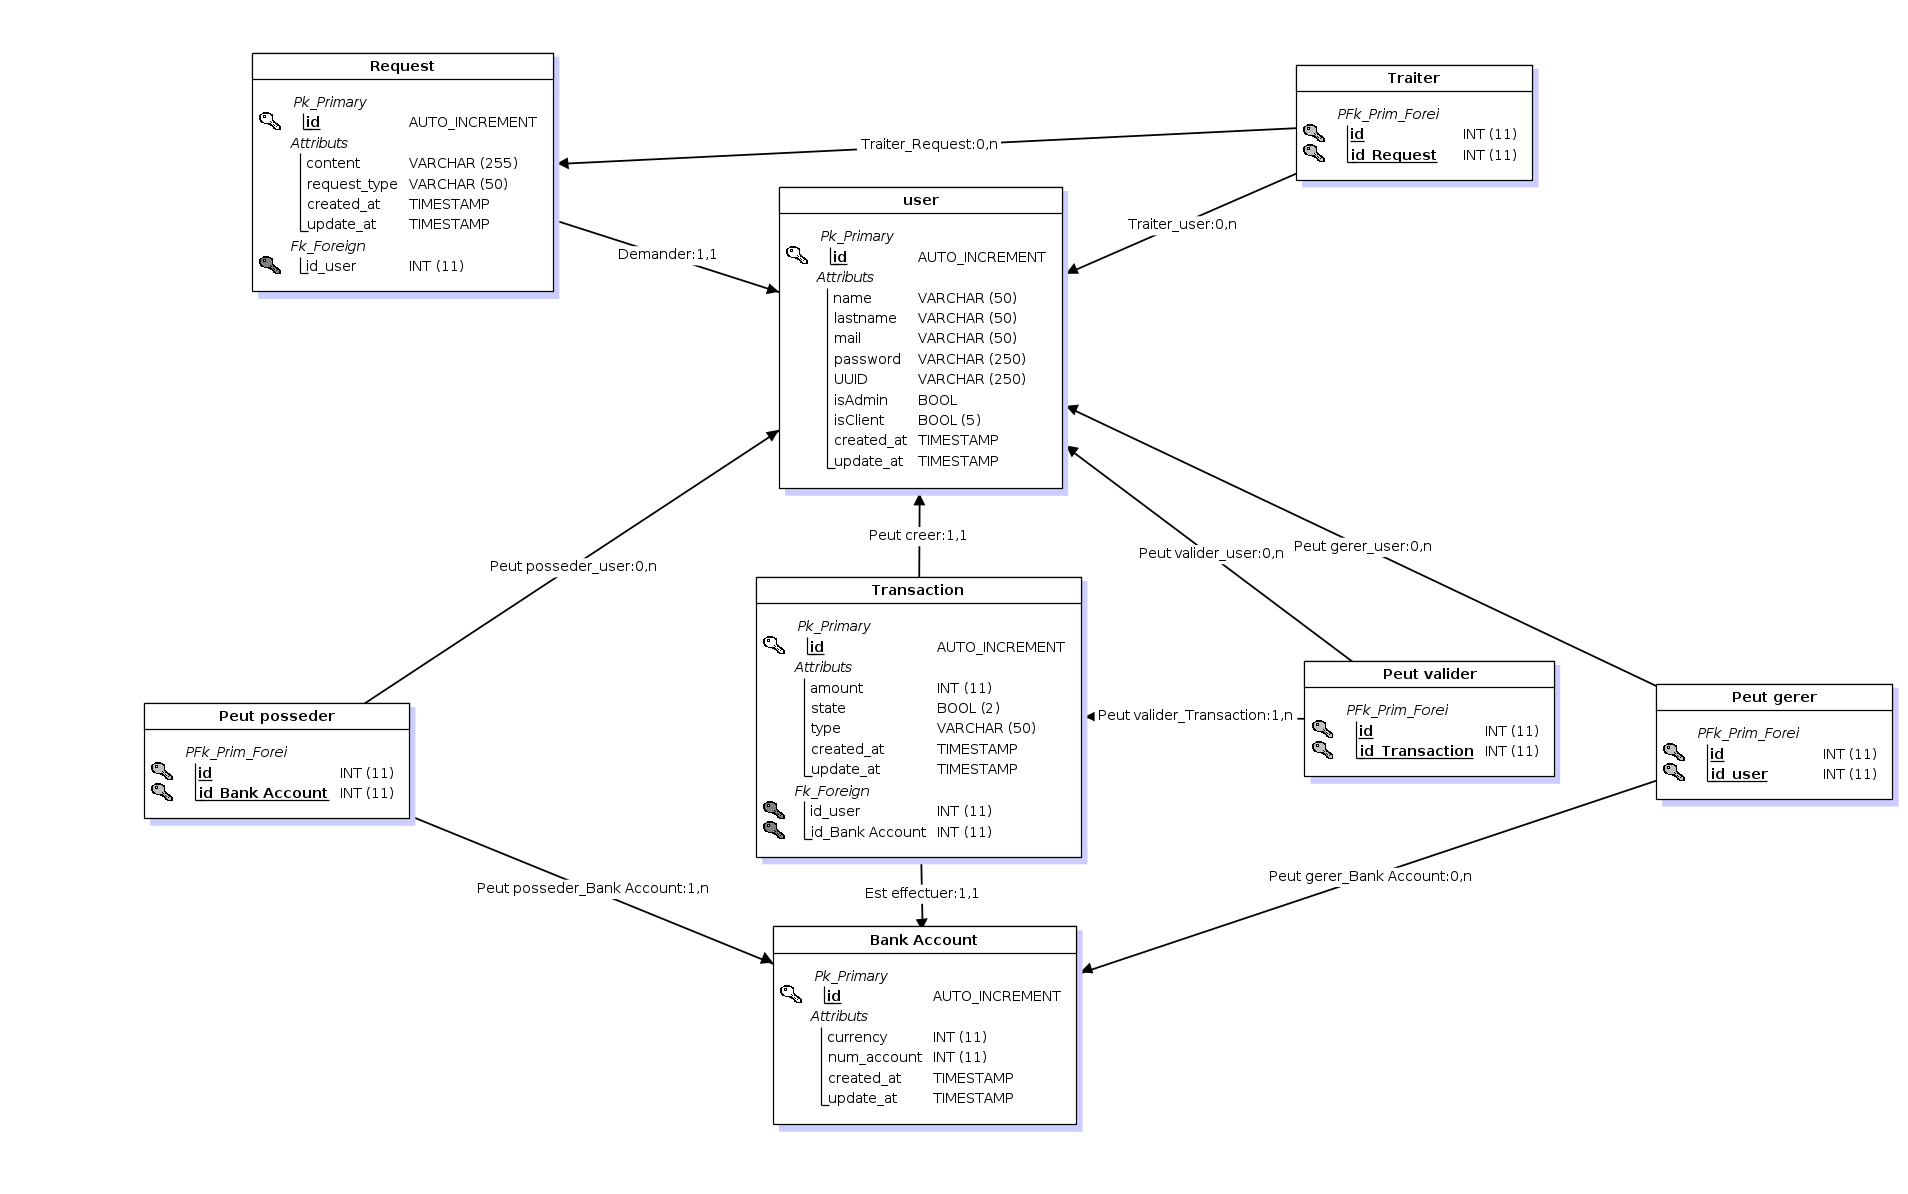 Request
Pk_Primary
id AUTO_INCREMENT
Attributs
content VARCHAR (255)
request_type VARCHAR (50)
created_at TIMESTAMP
update_at TIMESTAMP
Fk_Foreign
id_user INT (11)
Traiter
PFk_Prim_Forei
id INT (11)
id_Request INT (11)
Traiter_Request:0,n
Traiter_user:0,n
Demander:1,1
user
Pk_Primary
id AUTO_INCREMENT
Attributs
name VARCHAR (50)
lastname VARCHAR (50)
mail VARCHAR (50)
password VARCHAR (250)
UUID VARCHAR (250)
isAdmin BOOL
isClient BOOL (5)
created_at TIMESTAMP
update_at TIMESTAMP
Peut creer:1,1
Peut valider_user:0,n
Peut gerer_user:0,n
Peut posseder_user:0,n
Transaction
Pk_Primary
id AUTO_INCREMENT
Attributs
amount INT (11)
state BOOL (2)
type VARCHAR (50)
created_at TIMESTAMP
update_at TIMESTAMP
Fk_Foreign
id_user INT (11)
id_Bank Account INT (11)
Peut valider_Transaction:1,n
Peut valider
PFk_Prim_Forei
id INT (11)
id_Transaction INT (11)
Peut gerer
PFk_Prim_Forei
id INT (11)
id_user INT (11)
Peut posseder
PFk_Prim_Forei
id INT (11)
id_Bank Account INT (11)
Peut posseder_Bank Account:1,n
Est effectuer:1,1
Peut gerer_Bank Account:0,n
Bank Account
Pk_Primary
id AUTO_INCREMENT
Attributs
currency INT (11)
num_account INT (11)
created_at TIMESTAMP
update_at TIMESTAMP